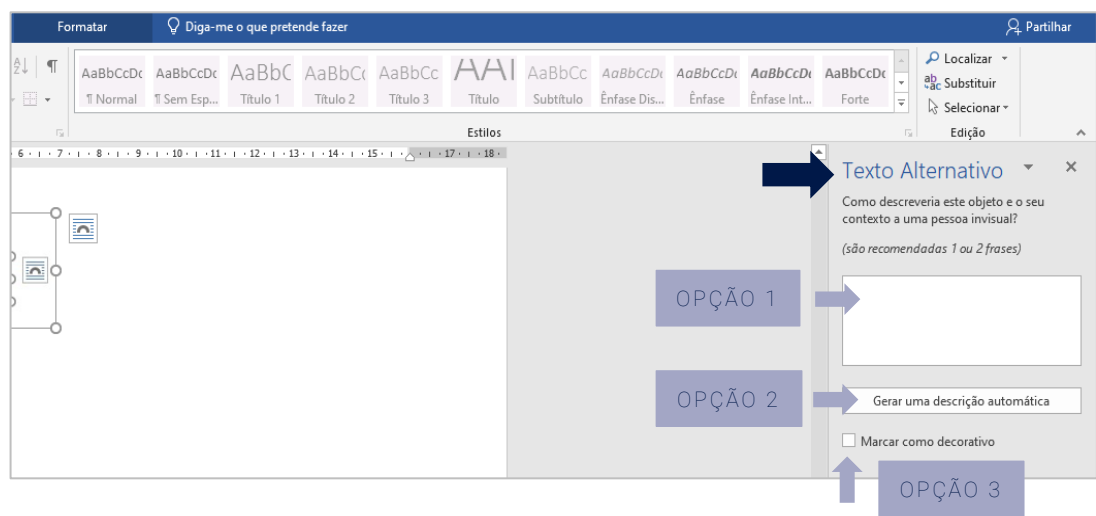 Formatar
Diga-me o que pretende fazer
Partilhar
AaBbCcDc AaBbCcDc AaBbC AaBbCc AaBbCc AAI AaBbCc AaBbCcDc AaBbCcDc AaBbCcDc AaBbCcDc
¶ Normal ¶ Sem Esp... Título 1 Título 2 Título 3 Título Subtítulo Ênfase Dis... Ênfase Ênfase Int... Forte
Localizar
Substituir
Selecionar
Estilos
Edição
6 7 8 9 10 11 12 13 14 15 17 18
Texto Alternativo
Como descreveria este objeto e o seu
contexto a uma pessoa invisual?
(são recomendadas 1 ou 2 frases)
OPÇÃO 1
OPÇÃO 2
Gerar uma descrição automática
Marcar como decorativo
OPÇÃO 3